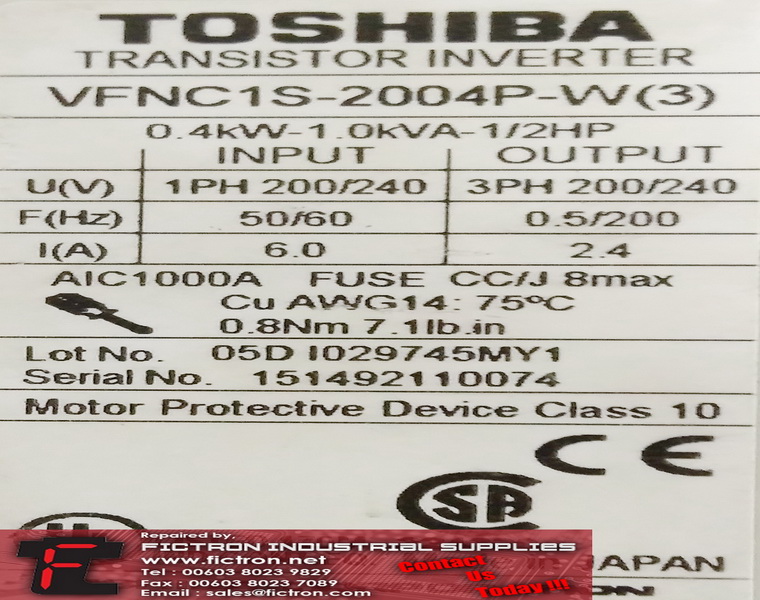 TOSHIBA
TRANSISTOR INVERTER
VFNC1S-2004P-W(3)
0.4kW-1.0kVA-1/2HP
INPUT OUTPUT
U(V) 1PH 200/240 3PH 200/240
F(Hz) 50/60 0.5/200
I(A) 6.0 2.4
AIC1000A FUSE CC/J 8max
Cu AWG14: 75ºC
0.8Nm 7.1lb.in
Lot No. 05D I029745MY1
Serial No. 151492110074
Motor Protective Device Class 10
CE
SA
JAPAN
Repaired by,
FICTRON INDUSTRIAL SUPPLIES
www.fictron.net
Tel : 00603 8023 9829
Fax : 00603 8023 7089
Email : sales@fictron.com
Contact
Us
Today !!!